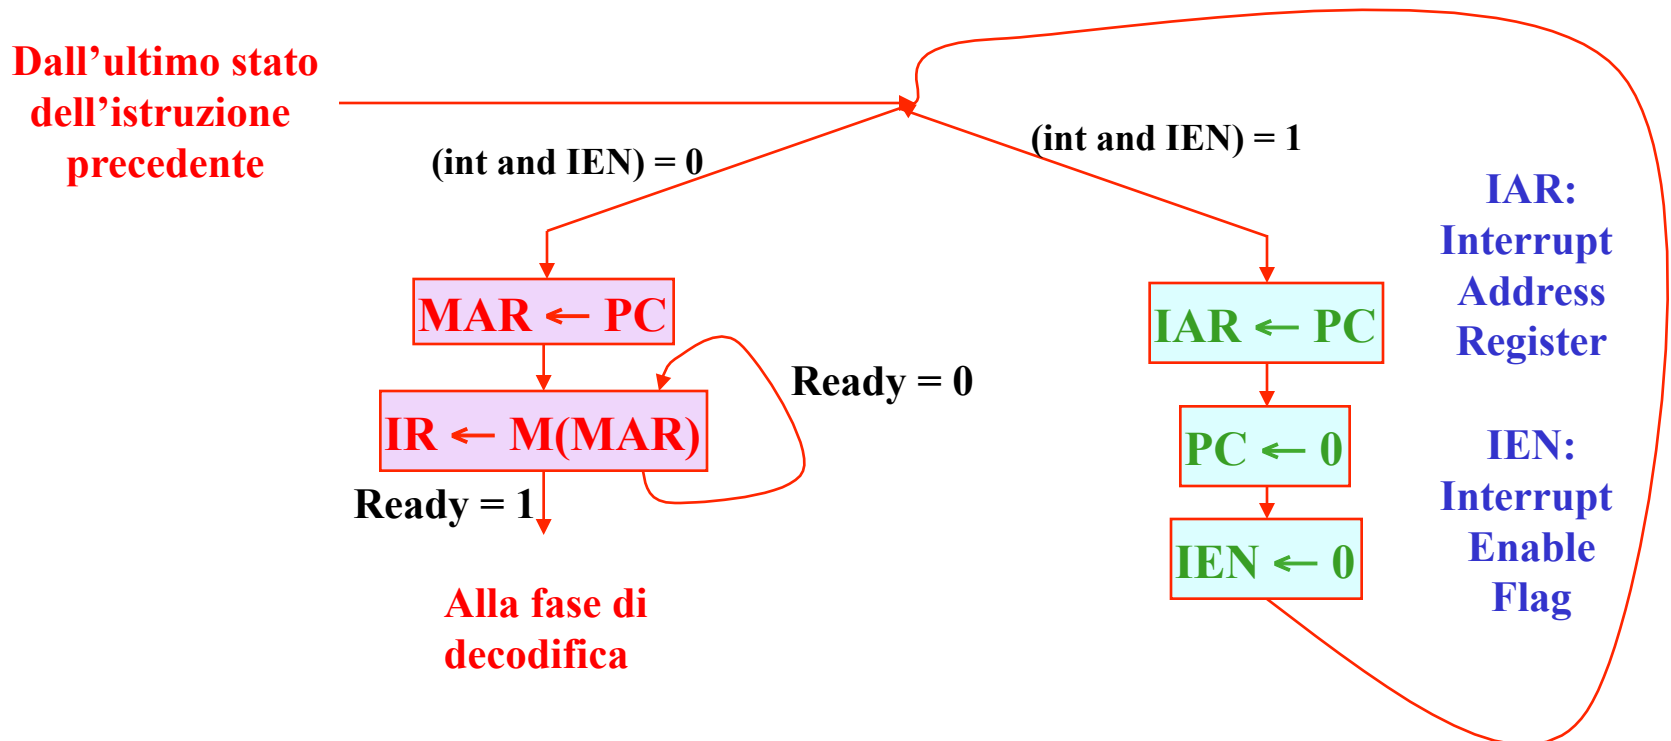 Dall’ultimo stato
dell’istruzione
precedente
(int and IEN) = 0
(int and IEN) = 1
MAR ← PC
IR ← M(MAR)
Ready = 0
Ready = 1
Alla fase di
decodifica
IAR ← PC
PC ← 0
IEN ← 0
IAR:
Interrupt
Address
Register
IEN:
Interrupt
Enable
Flag